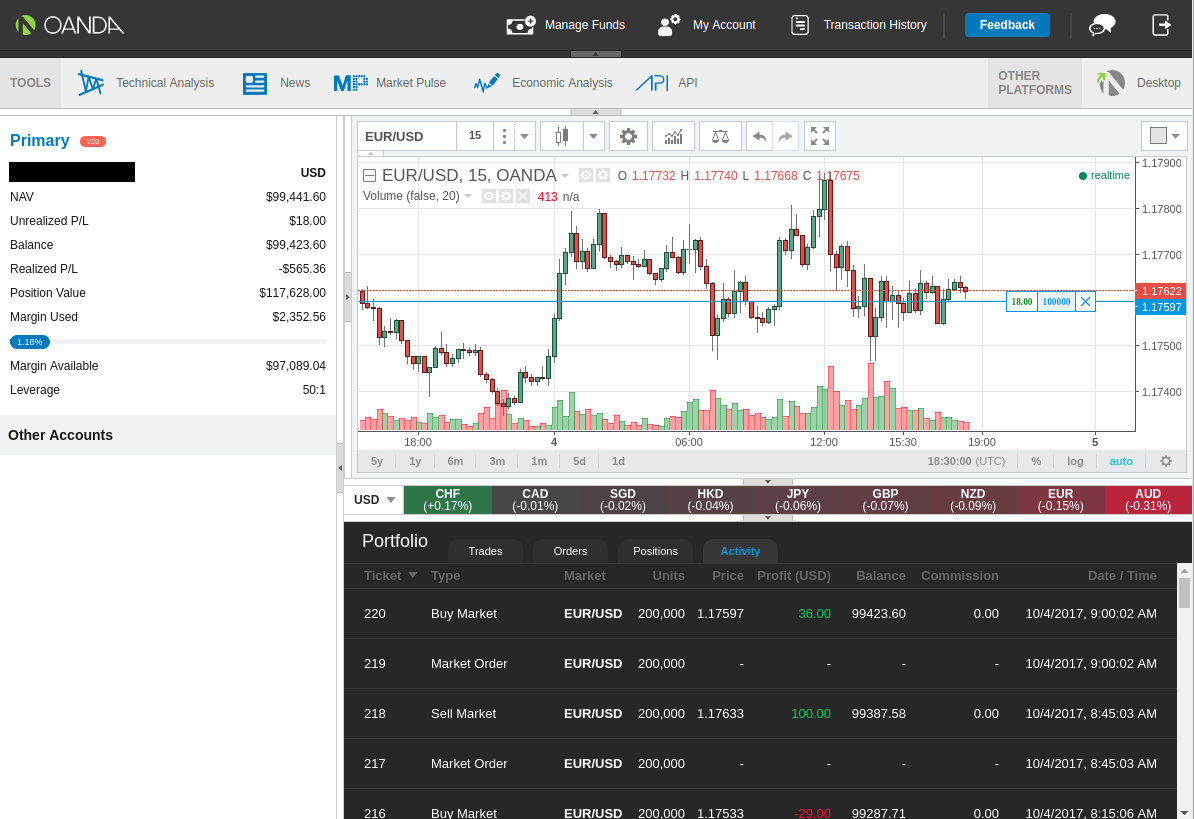 OANDA
Manage Funds
My Account
Transaction History
Feedback
TOOLS
Technical Analysis
News
MP Market Pulse
Economic Analysis
API API
OTHER
PLATFORMS
Desktop
Primary V20
USD
NAV $99,441.60
Unrealized P/L $18.00
Balance $99,423.60
Realized P/L -$565.36
Position Value $117,628.00
Margin Used $2,352.56
1.18%
Margin Available $97,089.04
Leverage 50:1
Other Accounts
EUR/USD 15
EUR/USD, 15, OANDA O 1.17732 H 1.17740 L 1.17668 C 1.17675
realtime
Volume (false, 20) 413 n/a
1.17900
1.17800
1.17700
1.17622
1.17597
1.17500
1.17400
18.00 100000
18:00 4 06:00 12:00 15:30 19:00 5
5y 1y 6m 3m 1m 5d 1d 18:30:00 (UTC) % log auto
USD
CHF CAD SGD HKD JPY GBP NZD EUR AUD
(+0.17%) (-0.01%) (-0.02%) (-0.04%) (-0.06%) (-0.07%) (-0.09%) (-0.15%) (-0.31%)
Portfolio Trades Orders Positions Activity
Ticket Type Market Units Price Profit (USD) Balance Commission Date / Time
220 Buy Market EUR/USD 200,000 1.17597 36.00 99423.60 0.00 10/4/2017, 9:00:02 AM
219 Market Order EUR/USD 200,000 - - - - 10/4/2017, 9:00:02 AM
218 Sell Market EUR/USD 200,000 1.17633 100.00 99387.58 0.00 10/4/2017, 8:45:03 AM
217 Market Order EUR/USD 200,000 - - - - 10/4/2017, 8:45:03 AM
216 Buy Market EUR/USD 200,000 1.17533 -29.00 99287.71 0.00 10/4/2017, 8:15:06 AM